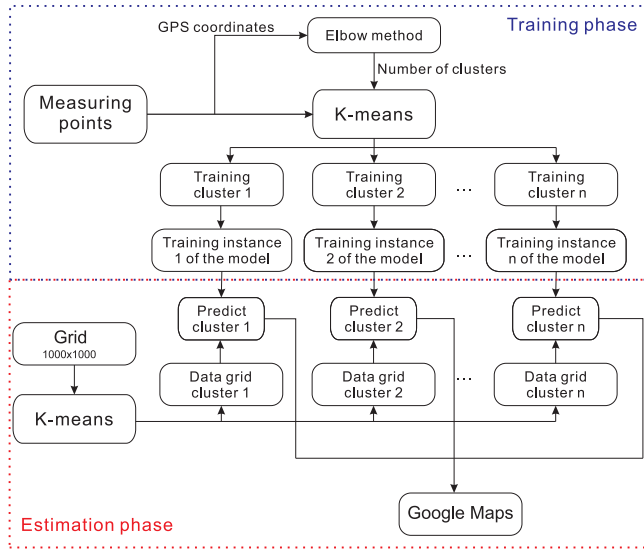 GPS coordinates
Elbow method
Training phase
Number of clusters
Measuring
points
K-means
Training
cluster 1
Training
cluster 2
...
Training
cluster n
Training instance
1 of the model
Training instance
2 of the model
...
Training instance
n of the model
Predict
cluster 1
Predict
cluster 2
Predict
cluster n
Grid
1000x1000
Data grid
cluster 1
Data grid
cluster 2
...
Data grid
cluster n
K-means
Google Maps
Estimation phase